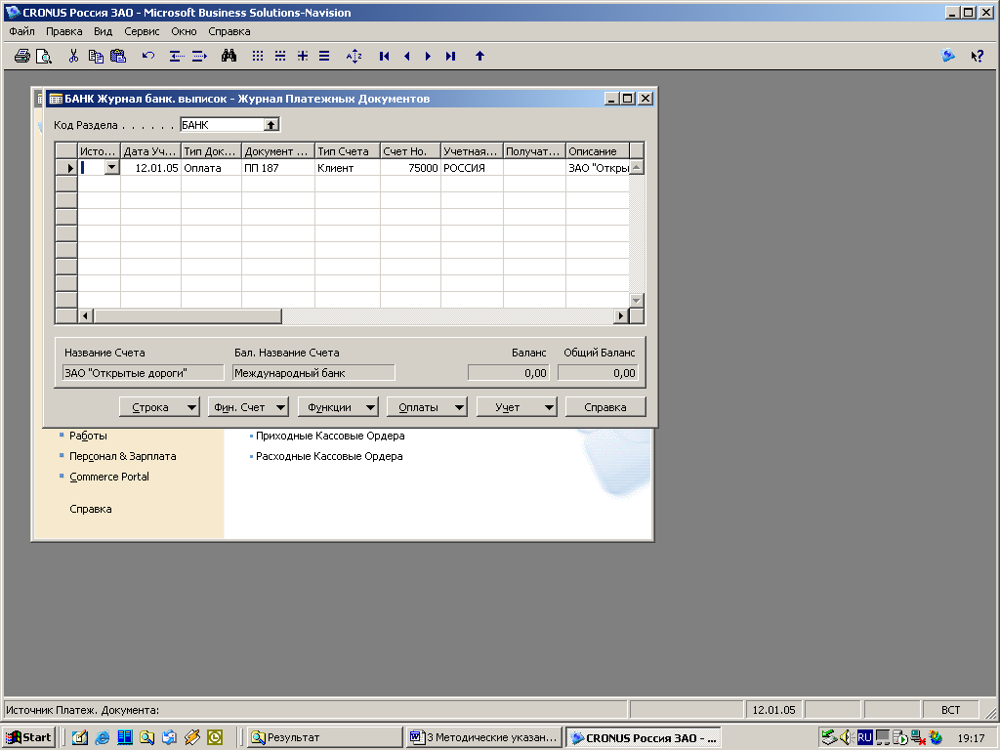 CRONUS Россия ЗАО - Microsoft Business Solutions-Navision
Файл Правка Вид Сервис Окно Справка
БАНК Журнал банк. выписок - Журнал Платежных Документов
Код Раздела . . . . . . БАНК
Исто... Дата Уч... Тип Док... Документ ... Тип Счета Счет Но. Учетная... Получат... Описание
12.01.05 Оплата ПП 187 Клиент 75000 РОССИЯ ЗАО "Откры
Название Счета Бал. Название Счета Баланс Общий Баланс
ЗАО "Открытые дороги" Международный банк 0,00 0,00
Строка Фин. Счет Функции Оплаты Учет Справка
Работы Приходные Кассовые Ордера
Персонал & Зарплата Расходные Кассовые Ордера
Commerce Portal
Справка
Источник Платеж. Документа: 12.01.05 ВСТ
Start Результат 3 Методические указан... CRONUS Россия ЗАО - ... RU 19:17